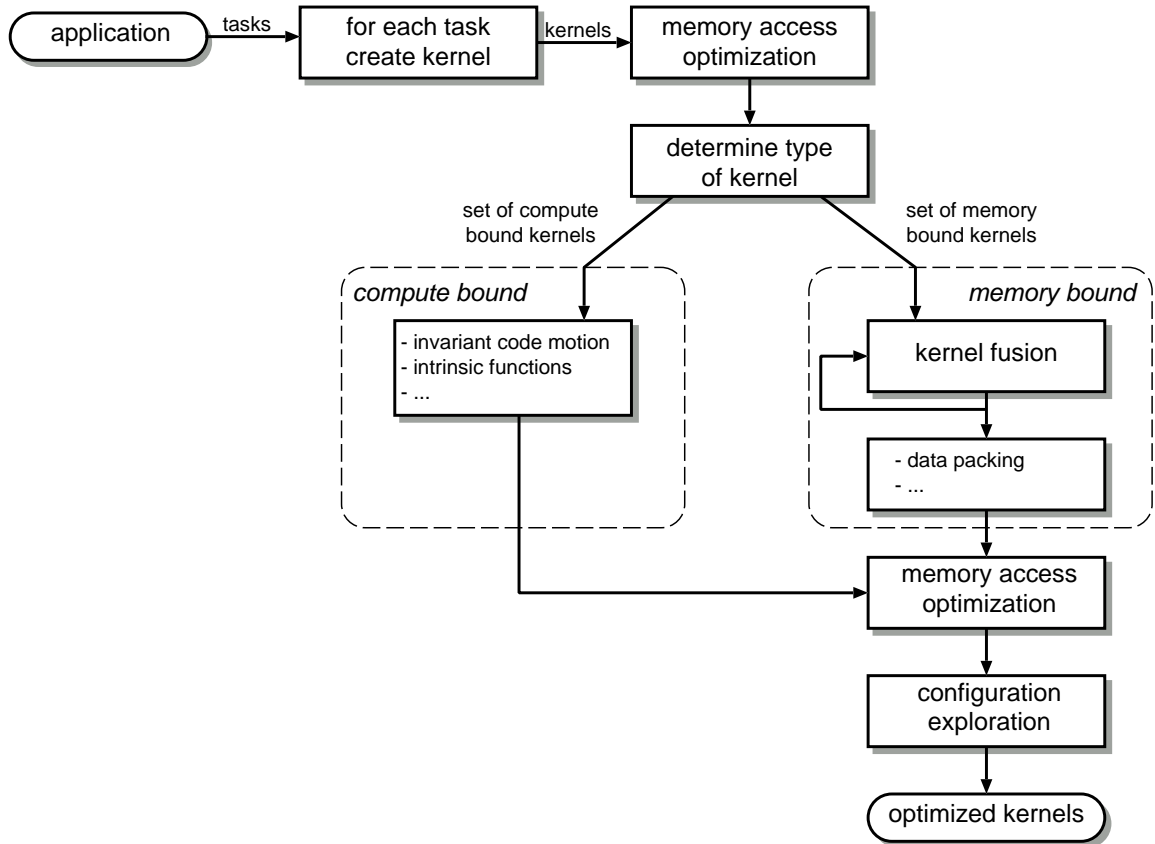 application
tasks
for each task
create kernel
kernels
memory access
optimization
determine type
of kernel
set of compute
bound kernels
set of memory
bound kernels
compute bound
- invariant code motion
- intrinsic functions
- ...
memory bound
kernel fusion
- data packing
- ...
memory access
optimization
configuration
exploration
optimized kernels